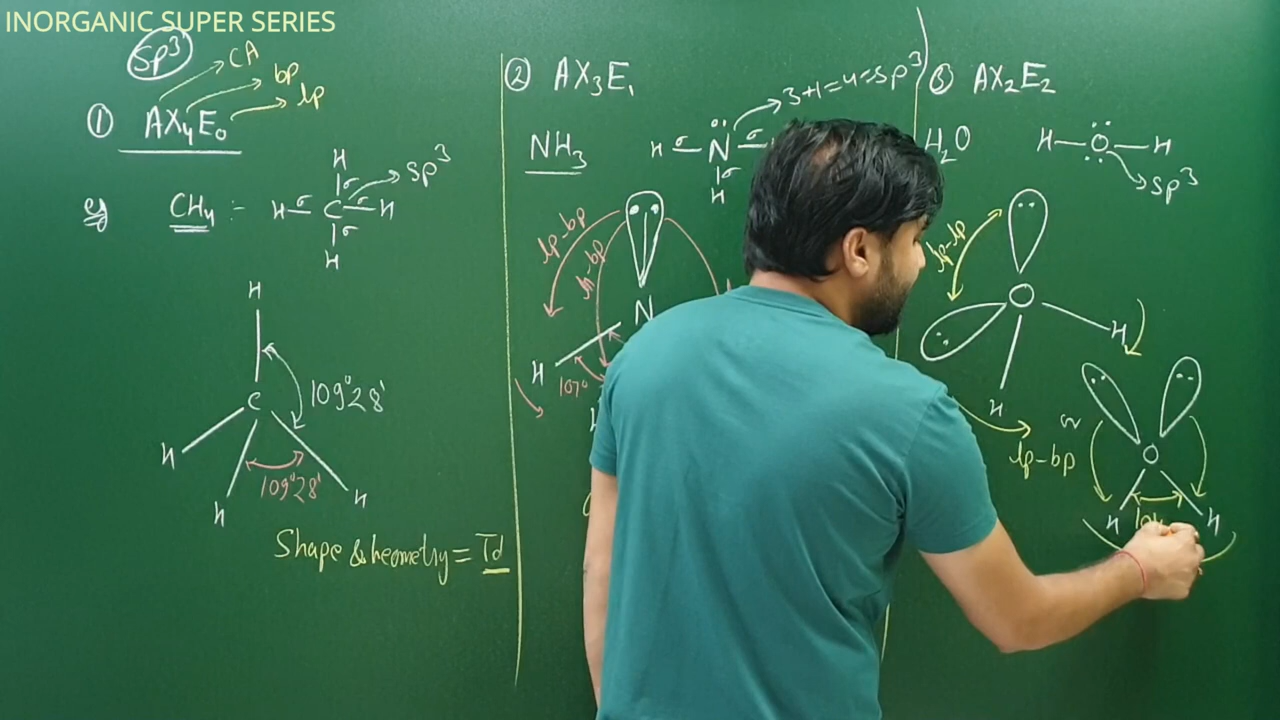 INORGANIC SUPER SERIES
sp³
CA
bp
lp
① AX₄E₀
eg CH₄ :-
H
H σ C σ H
σ
σ
H
sp³
H
C
H
H
H
109°28'
109°28'
Shape & Geometry = Td
② AX₃E₁
3+1=4=sp³
NH₃
H σ N σ
σ
H
lp-bp
lp-bp
N
H
107°
③ AX₂E₂
H₂O
H-O-H
sp³
lp-lp
O
H
H
lp-bp
or
O
H
H